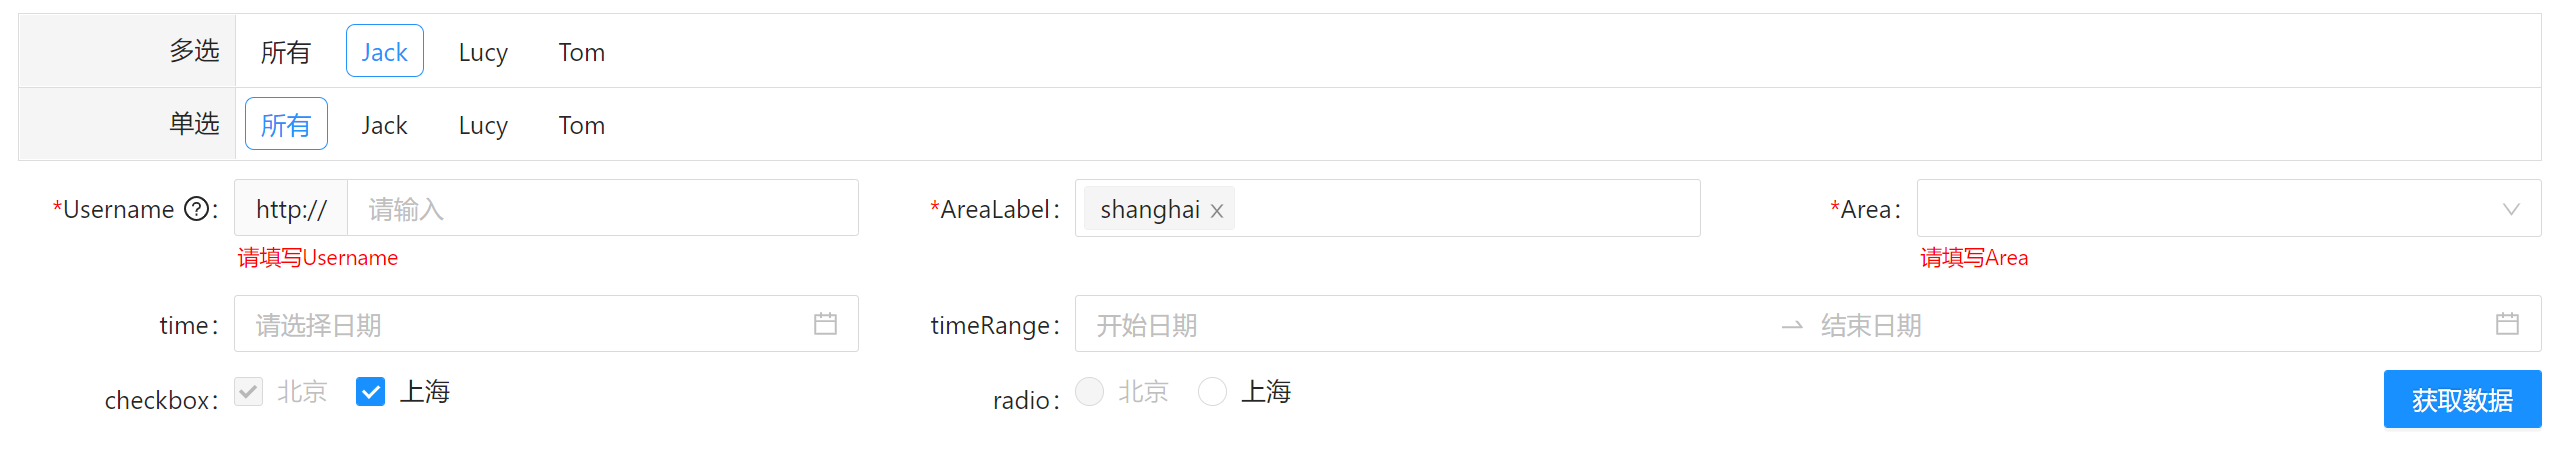 多选 所有 Jack Lucy Tom
单选 所有 Jack Lucy Tom
*Username ?: http:// 请输入 *AreaLabel: shanghai × *Area:
请填写Username 请填写Area
time: 请选择日期 timeRange: 开始日期 → 结束日期
checkbox: 北京 上海 radio: 北京 上海 获取数据